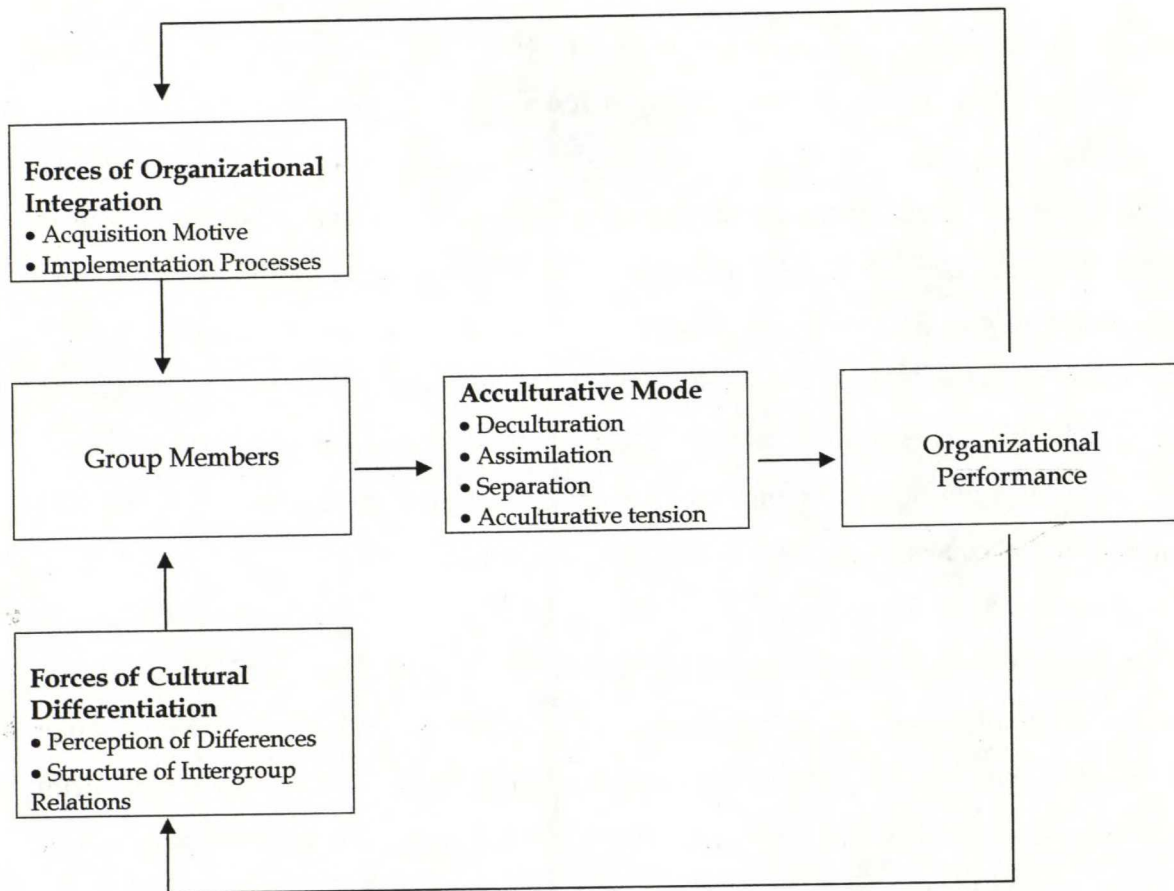 Forces of Organizational
Integration
• Acquisition Motive
• Implementation Processes
Group Members
Acculturative Mode
• Deculturation
• Assimilation
• Separation
• Acculturative tension
Organizational
Performance
Forces of Cultural
Differentiation
• Perception of Differences
• Structure of Intergroup
Relations